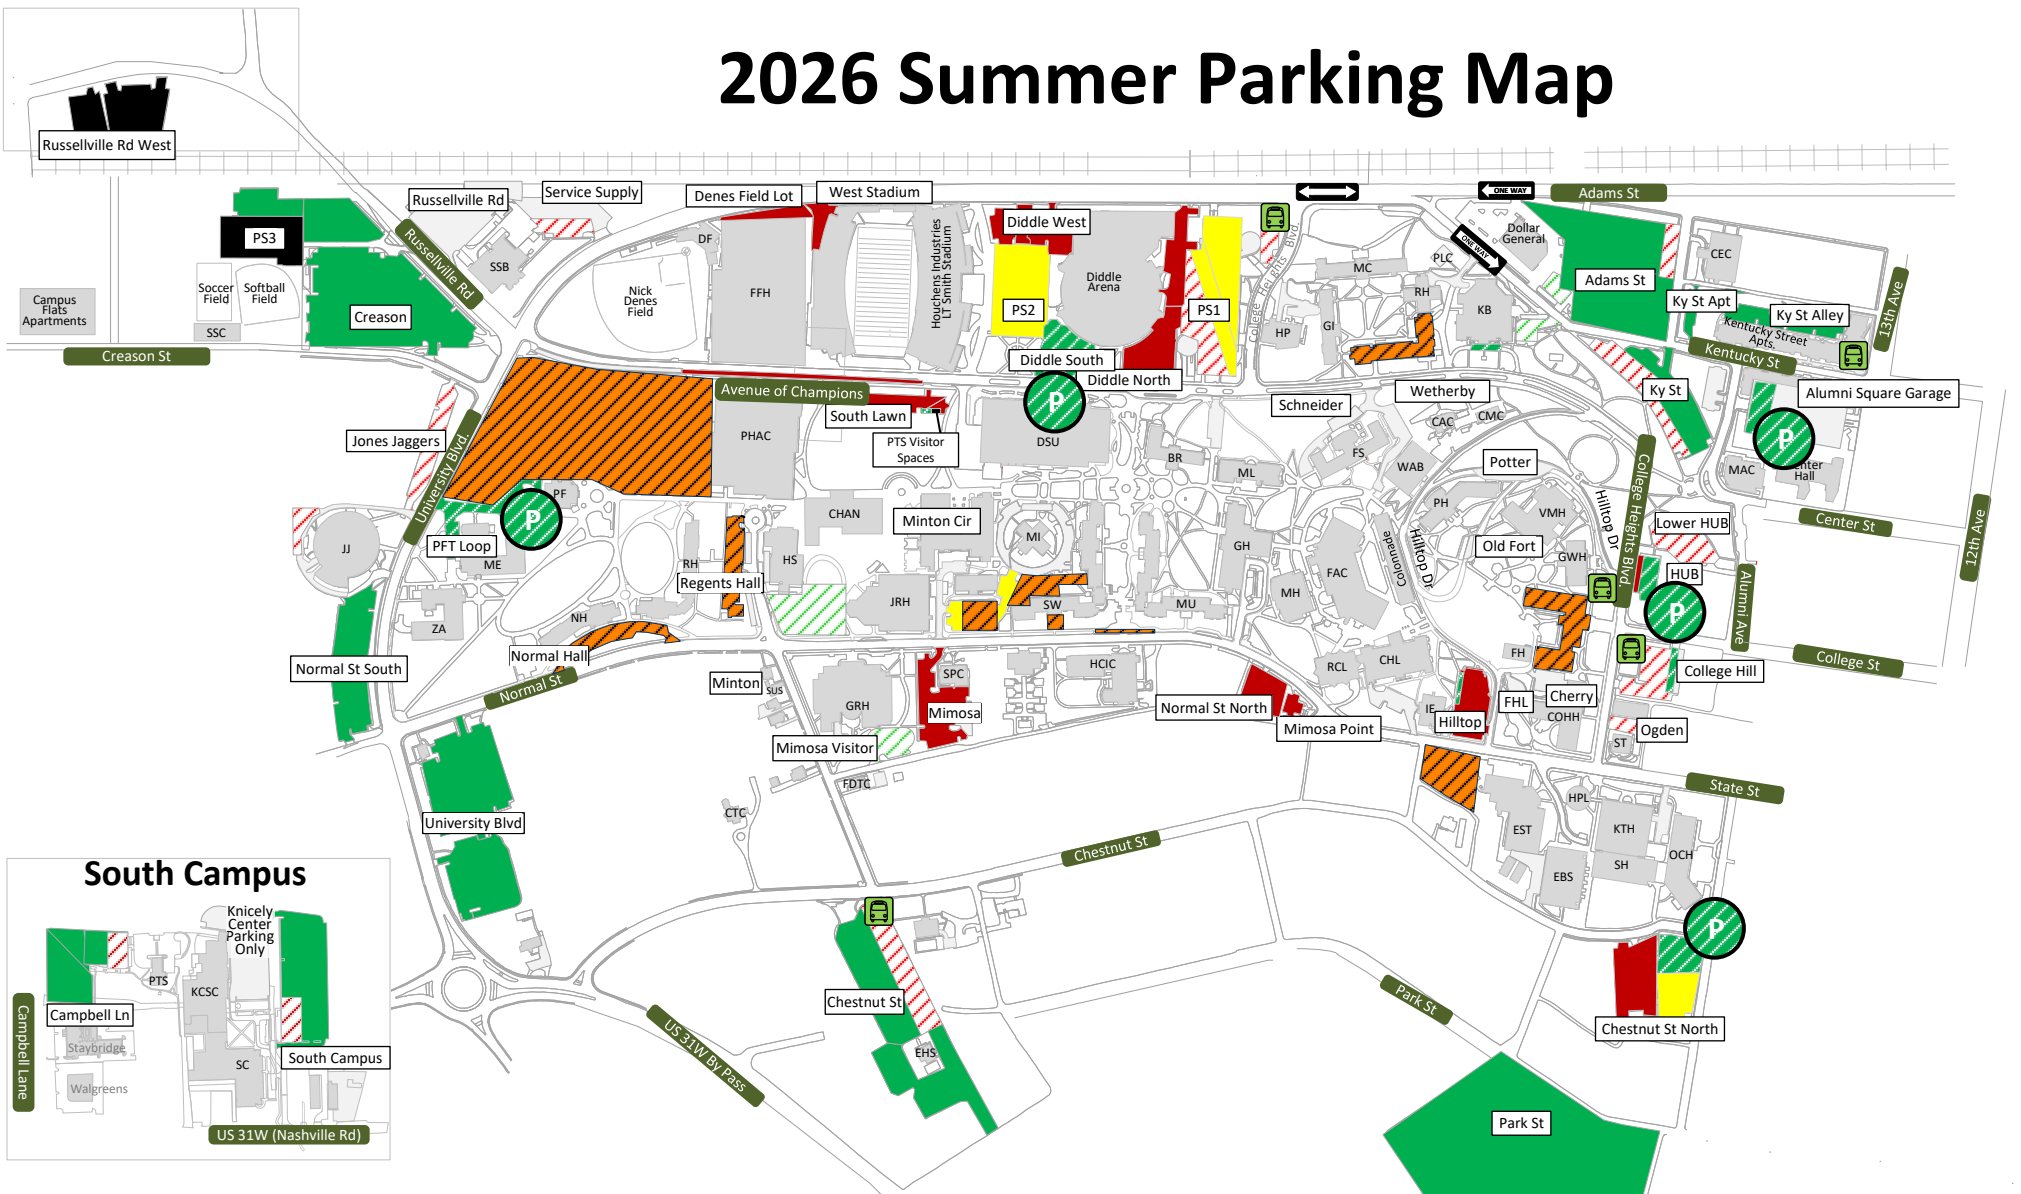 2026 Summer Parking Map
Russellville Rd West
Russellville Rd
Service Supply
Denes Field Lot
West Stadium
Diddle West
Adams St
ONE WAY
ONE WAY
PS3
Russellville Rd
SSB
DF
FFH
Nick
Denes
Field
Houchens Industries
LT Smith Stadium
PS2
Diddle
Arena
PS1
College Heights Blvd
HP
GI
MC
PLC
RH
KB
Dollar
General
Adams St
CEC
Ky St Apt
Ky St Alley
Kentucky Street
Apts.
13th Ave
Kentucky St
Campus
Flats
Apartments
Soccer
Field
Softball
Field
SSC
Creason
Creason St
Diddle South
Diddle North
Avenue of Champions
South Lawn
PTS Visitor
Spaces
P
DSU
Schneider
Wetherby
Ky St
Alumni Square Garage
P
MAC
Jones Jaggers
University Blvd.
PHAC
BR
ML
FS
CAC
CMC
WAB
Potter
PH
VMH
Hilltop Dr
College Heights Blvd.
Center
Hall
Center St
12th Ave
PF
P
PFT Loop
ME
JJ
CHAN
Minton Cir
MI
GH
FAC
Colonnade
Hilltop Dr
Old Fort
GWH
Lower HUB
HUB
P
Alumni Ave
RH
Regents Hall
HS
JRH
SW
MU
MH
ZA
NH
Normal Hall
Normal St South
Normal St
Minton
SUS
GRH
SPC
Mimosa
Mimosa Visitor
HCIC
Normal St North
Mimosa Point
RCL
CHL
IE
Hilltop
FH
FHL
Cherry
COHH
College Hill
College St
Ogden
ST
State St
University Blvd
CTC
FDTC
Chestnut St
EST
HPL
KTH
SH
EBS
OCH
P
South Campus
Knicely
Center
Parking
Only
PTS
KCSC
Campbell Ln
Campbell Lane
Staybridge
Walgreens
SC
South Campus
US 31W (Nashville Rd)
Chestnut St
EHS
US 31W By Pass
Park St
Chestnut St North
Park St